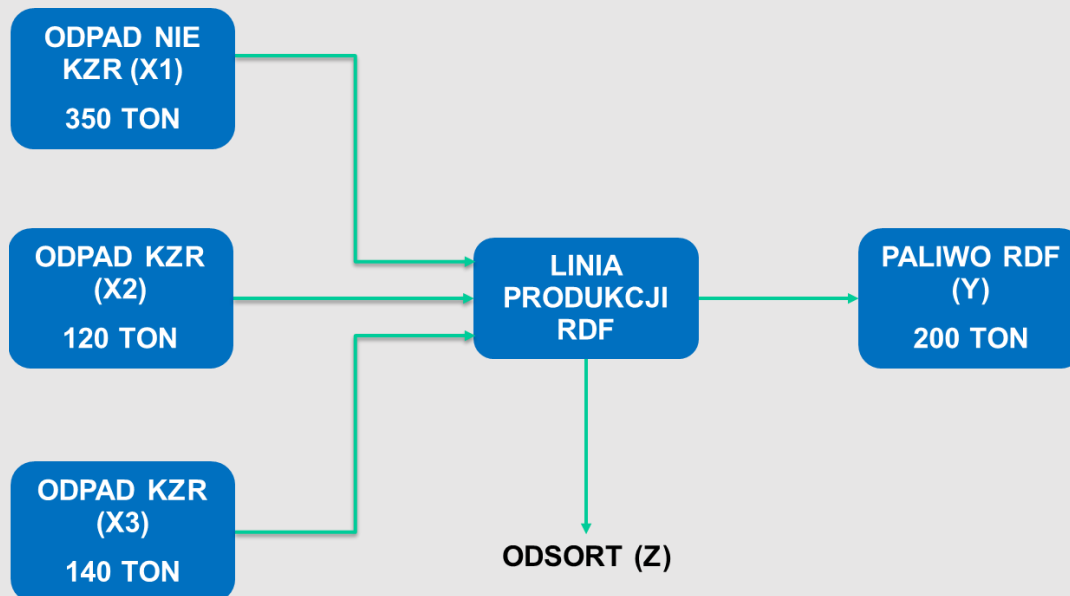 ODPAD NIE
KZR (X1)
350 TON
ODPAD KZR
(X2)
120 TON
ODPAD KZR
(X3)
140 TON
LINIA
PRODUKCJI
RDF
PALIWO RDF
(Y)
200 TON
ODSORT (Z)